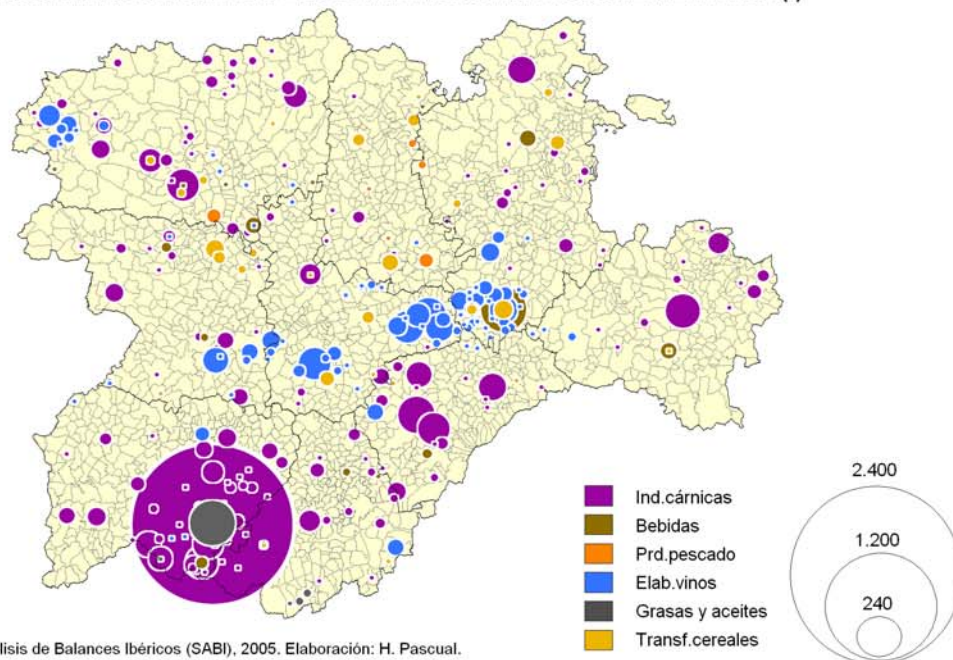 Ind.cárnicas
Bebidas
Prd.pescado
Elab.vinos
Grasas y aceites
Transf.cereales
2.400
1.200
240
lisis de Balances Ibéricos (SABI), 2005. Elaboración: H. Pascual.